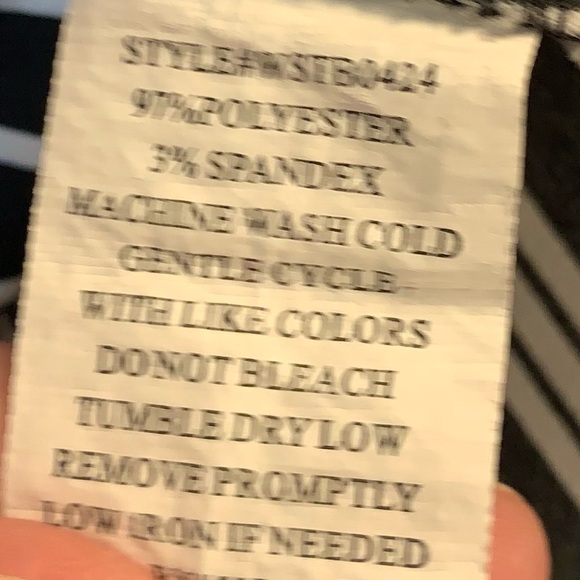 STYLE#WSTB0424
97%POLYESTER
3% SPANDEX
MACHINE WASH COLD
GENTLE CYCLE
WITH LIKE COLORS
DO NOT BLEACH
TUMBLE DRY LOW
REMOVE PROMPTLY
LOW IRON IF NEEDED